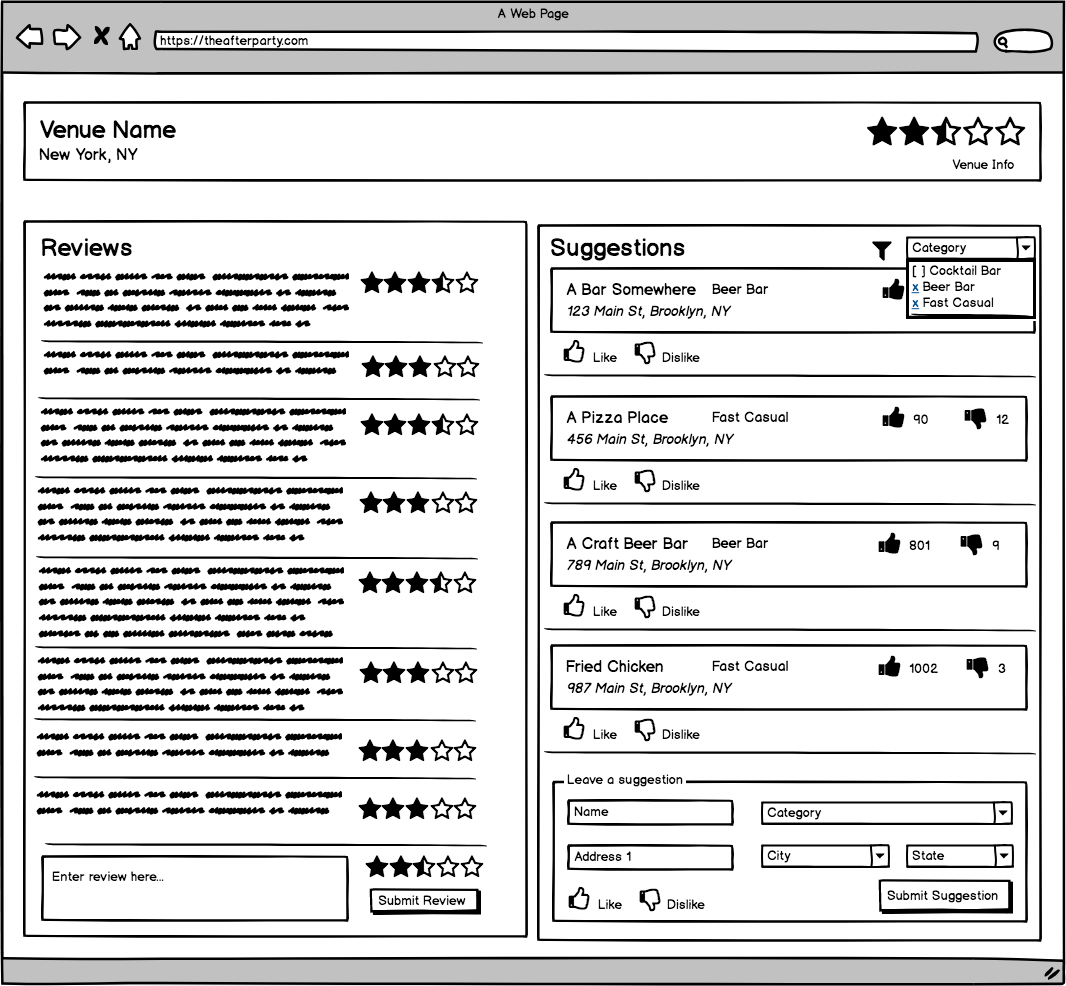 A Web Page
https://theafterparty.com
Venue Name
New York, NY
Venue Info
Reviews
Enter review here...
Submit Review
Suggestions
Category
[ ] Cocktail Bar
x Beer Bar
x Fast Casual
A Bar Somewhere Beer Bar
123 Main St, Brooklyn, NY
Like Dislike
A Pizza Place Fast Casual 90 12
456 Main St, Brooklyn, NY
Like Dislike
A Craft Beer Bar Beer Bar 801 9
789 Main St, Brooklyn, NY
Like Dislike
Fried Chicken Fast Casual 1002 3
987 Main St, Brooklyn, NY
Like Dislike
Leave a suggestion
Name Category
Address 1 City State
Like Dislike Submit Suggestion